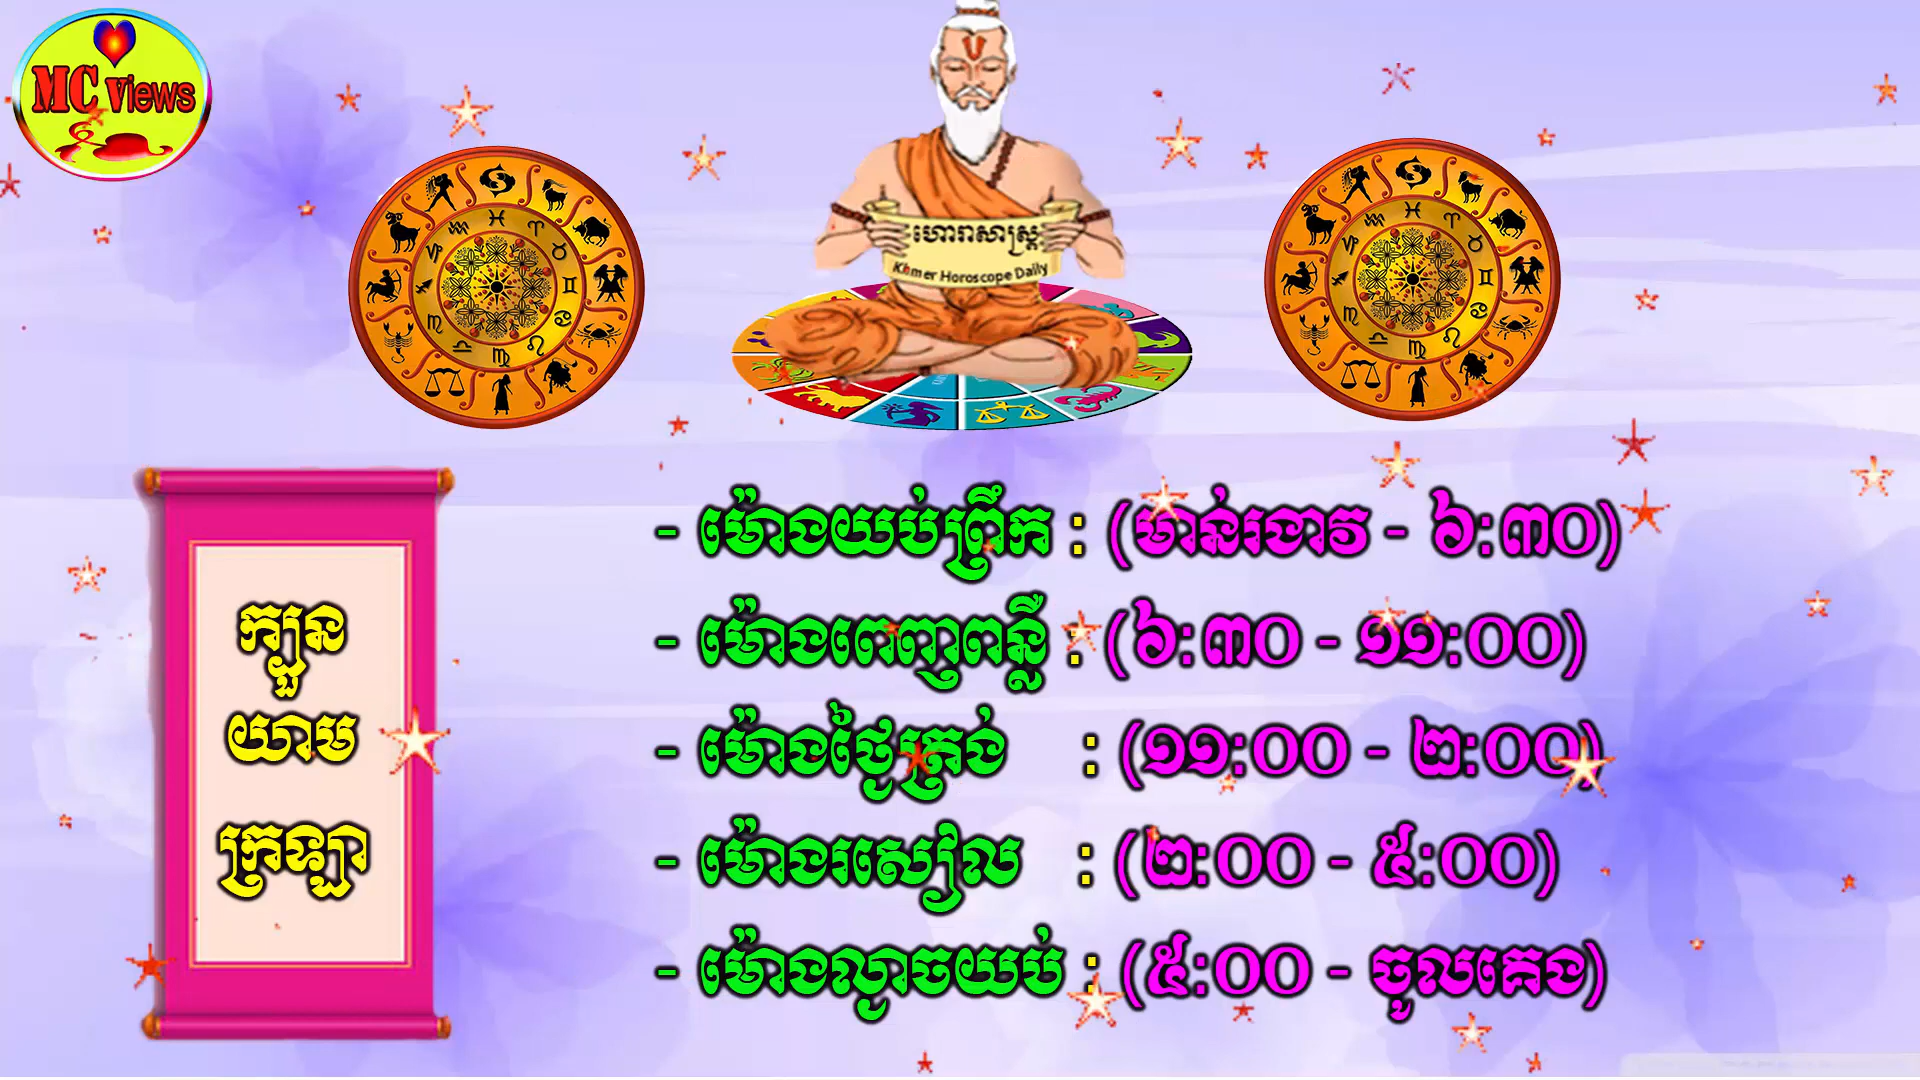 MC Views
ហោរាសាស្ត្រ
Khmer Horoscope Daily
ក្បួន
យាម
ក្រឡា
- ម៉ោងយប់ព្រឹក : (មាន់រងាវ - ៦:៣០)
- ម៉ោងពេញពន្លឺ : (៦:៣០ - ១១:០០)
- ម៉ោងថ្ងៃត្រង់ : (១១:០០ - ២:០០)
- ម៉ោងរសៀល : (២:០០ - ៥:០០)
- ម៉ោងល្ងាចយប់ : (៥:០០ - ចូលគេង)